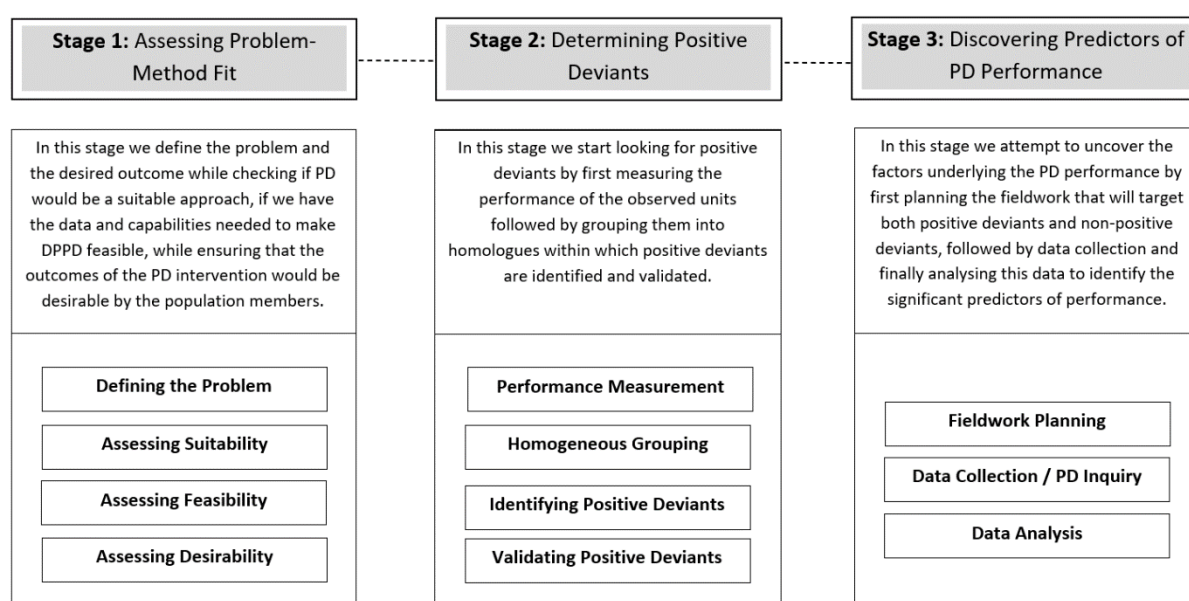 Stage 1: Assessing Problem-
Method Fit
In this stage we define the problem and
the desired outcome while checking if PD
would be a suitable approach, if we have
the data and capabilities needed to make
DPPD feasible, while ensuring that the
outcomes of the PD intervention would be
desirable by the population members.
Defining the Problem
Assessing Suitability
Assessing Feasibility
Assessing Desirability
Stage 2: Determining Positive
Deviants
In this stage we start looking for positive
deviants by first measuring the
performance of the observed units
followed by grouping them into
homologues within which positive deviants
are identified and validated.
Performance Measurement
Homogeneous Grouping
Identifying Positive Deviants
Validating Positive Deviants
Stage 3: Discovering Predictors of
PD Performance
In this stage we attempt to uncover the
factors underlying the PD performance by
first planning the fieldwork that will target
both positive deviants and non-positive
deviants, followed by data collection and
finally analysing this data to identify the
significant predictors of performance.
Fieldwork Planning
Data Collection / PD Inquiry
Data Analysis